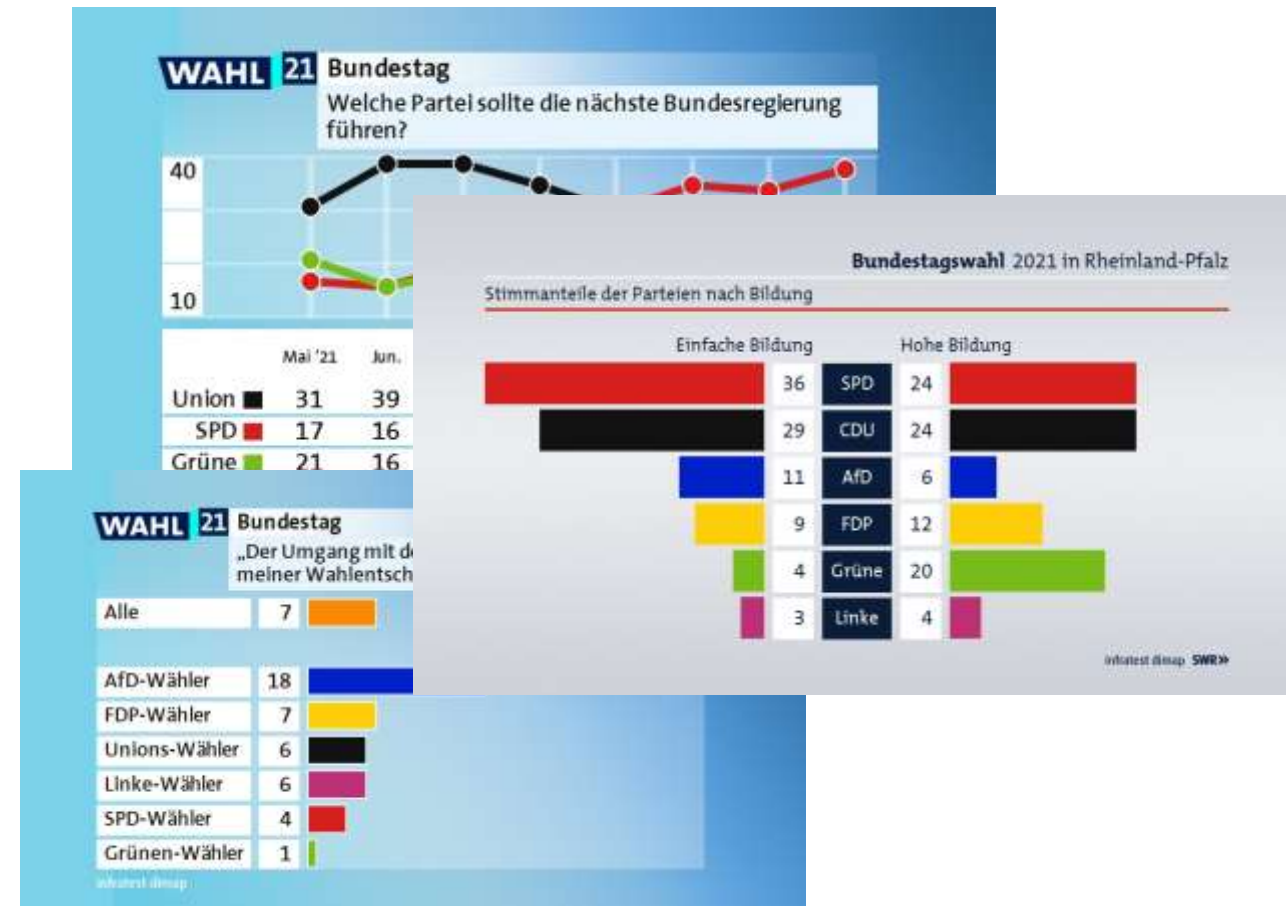 WAHL 21 Bundestag
Welche Partei sollte die nächste Bundesregierung
führen?
40
10
Mai '21 Jun.
Union 31 39
SPD 17 16
Grüne 21 16
Bundestagswahl 2021 in Rheinland-Pfalz
Stimmanteile der Parteien nach Bildung
Einfache Bildung Hohe Bildung
36 SPD 24
29 CDU 24
11 AfD 6
9 FDP 12
4 Grüne 20
3 Linke 4
infratest dimap SWR»
WAHL 21 Bundestag
„Der Umgang mit d
meiner Wahlentsch
Alle 7
AfD-Wähler 18
FDP-Wähler 7
Unions-Wähler 6
Linke-Wähler 6
SPD-Wähler 4
Grünen-Wähler 1
infratest dimap